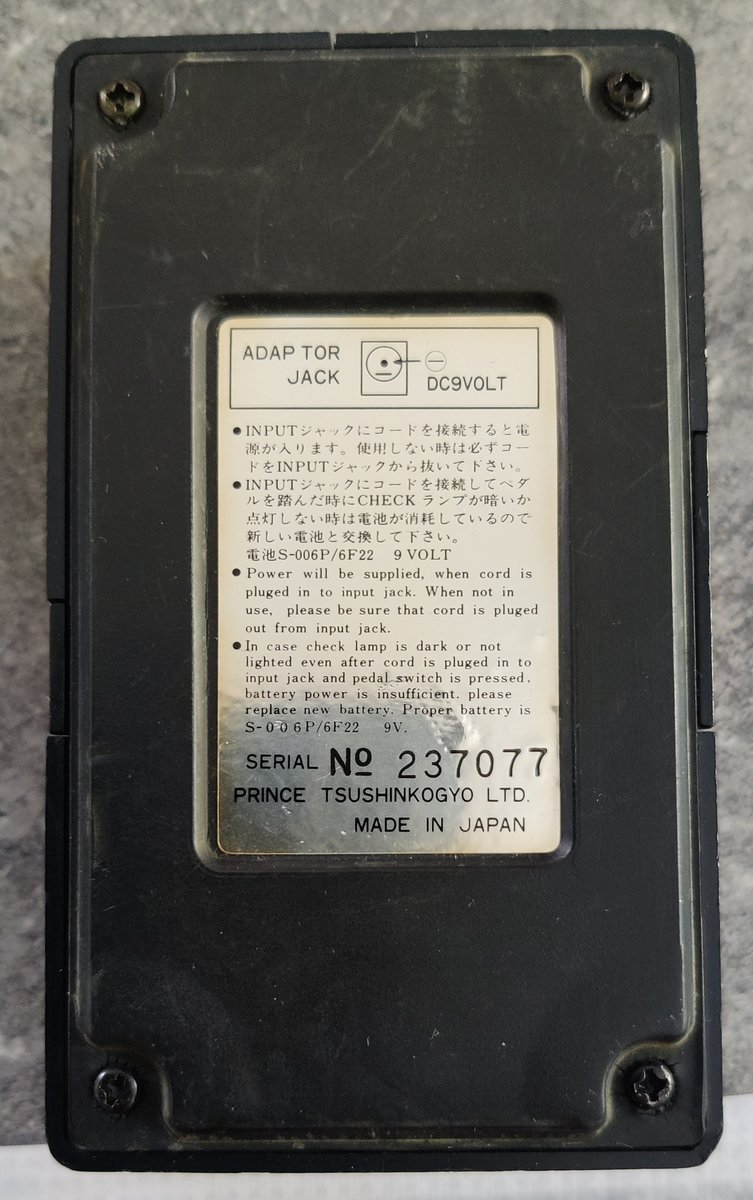 ADAPTOR
JACK
⊖
DC9VOLT
●INPUTジャックにコードを接続すると電
源が入ります。使用しない時は必ずコー
ドをINPUTジャックから抜いて下さい。
●INPUTジャックにコードを接続してペダ
ルを踏んだ時にCHECKランプが暗いか
点灯しない時は電池が消耗しているので
新しい電池と交換して下さい。
電池S-006P/6F22 9VOLT
●Power will be supplied, when cord is
pluged in to input jack. When not in
use, please be sure that cord is pluged
out from input jack.
●In case check lamp is dark or not
lighted even after cord is pluged in to
input jack and pedal switch is pressed,
battery power is insufficient. please
replace new battery. Proper battery is
S-006P/6F22 9V.
SERIAL No 237077
PRINCE TSUSHINKOGYO LTD.
MADE IN JAPAN